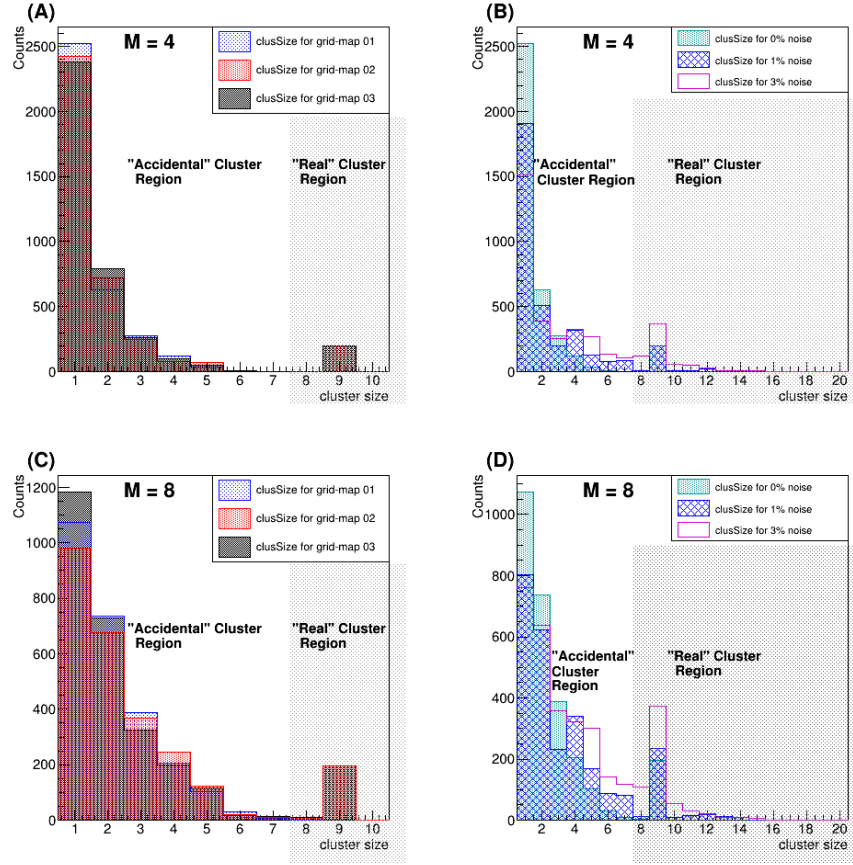 (A)
Counts
M = 4
clusSize for grid-map 01
clusSize for grid-map 02
clusSize for grid-map 03
"Accidental" Cluster
Region
"Real" Cluster
Region
2500
2000
1500
1000
500
0
1 2 3 4 5 6 7 8 9 10
cluster size
(B)
Counts
M = 4
clusSize for 0% noise
clusSize for 1% noise
clusSize for 3% noise
"Accidental"
Cluster Region
"Real" Cluster
Region
2500
2000
1500
1000
500
0
2 4 6 8 10 12 14 16 18 20
cluster size
(C)
Counts
M = 8
clusSize for grid-map 01
clusSize for grid-map 02
clusSize for grid-map 03
"Accidental" Cluster
Region
"Real" Cluster
Region
1200
1000
800
600
400
200
0
1 2 3 4 5 6 7 8 9 10
cluster size
(D)
Counts
M = 8
clusSize for 0% noise
clusSize for 1% noise
clusSize for 3% noise
"Accidental"
Cluster
Region
"Real" Cluster
Region
1000
800
600
400
200
0
2 4 6 8 10 12 14 16 18 20
cluster size